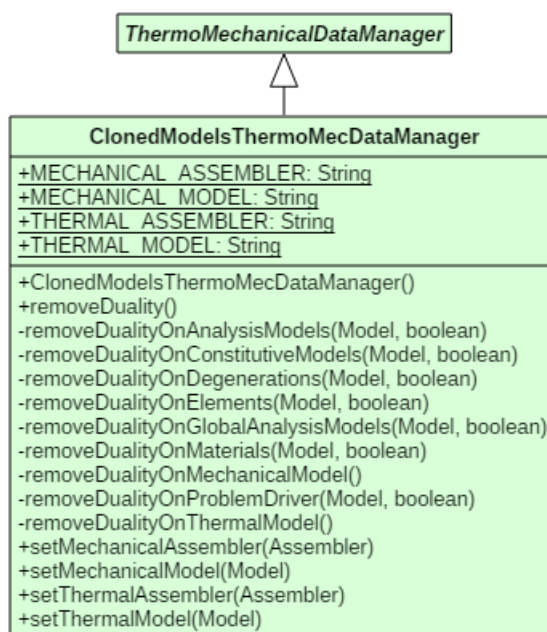 ThermoMechanicalDataManager
ClonedModelsThermoMecDataManager
+MECHANICAL_ASSEMBLER: String
+MECHANICAL_MODEL: String
+THERMAL_ASSEMBLER: String
+THERMAL_MODEL: String
+ClonedModelsThermoMecDataManager()
+removeDuality()
-removeDualityOnAnalysisModels(Model, boolean)
-removeDualityOnConstitutiveModels(Model, boolean)
-removeDualityOnDegenerations(Model, boolean)
-removeDualityOnElements(Model, boolean)
-removeDualityOnGlobalAnalysisModels(Model, boolean)
-removeDualityOnMaterials(Model, boolean)
-removeDualityOnMechanicalModel()
-removeDualityOnProblemDriver(Model, boolean)
-removeDualityOnThermalModel()
+setMechanicalAssembler(Assembler)
+setMechanicalModel(Model)
+setThermalAssembler(Assembler)
+setThermalModel(Model)